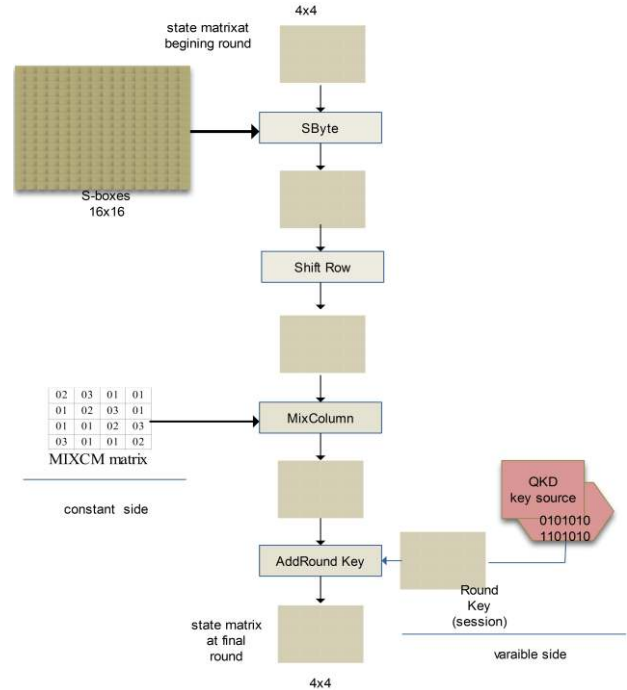 4x4
state matrixat
begining round
SByte
S-boxes
16x16
Shift Row
02 03 01 01
01 02 03 01
01 01 02 03
03 01 01 02
MIXCM matrix
MixColumn
constant side
QKD
key source
0101010
1101010
AddRound Key
Round
Key
(session)
state matrix
at final
round
varaible side
4x4